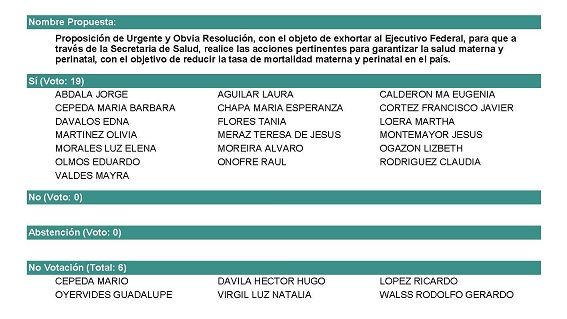 Nombre Propuesta:
Proposición de Urgente y Obvia Resolución, con el objeto de exhortar al Ejecutivo Federal, para que a
través de la Secretaria de Salud, realice las acciones pertinentes para garantizar la salud materna y
perinatal, con el objetivo de reducir la tasa de mortalidad materna y perinatal en el país.
Sí (Voto: 19)
ABDALA JORGE AGUILAR LAURA CALDERON MA EUGENIA
CEPEDA MARIA BARBARA CHAPA MARIA ESPERANZA CORTEZ FRANCISCO JAVIER
DAVALOS EDNA FLORES TANIA LOERA MARTHA
MARTINEZ OLIVIA MERAZ TERESA DE JESUS MONTEMAYOR JESUS
MORALES LUZ ELENA MOREIRA ALVARO OGAZON LIZBETH
OLMOS EDUARDO ONOFRE RAUL RODRIGUEZ CLAUDIA
VALDES MAYRA
No (Voto: 0)
Abstención (Voto: 0)
No Votación (Total: 6)
CEPEDA MARIO DAVILA HECTOR HUGO LOPEZ RICARDO
OYERVIDES GUADALUPE VIRGIL LUZ NATALIA WALSS RODOLFO GERARDO